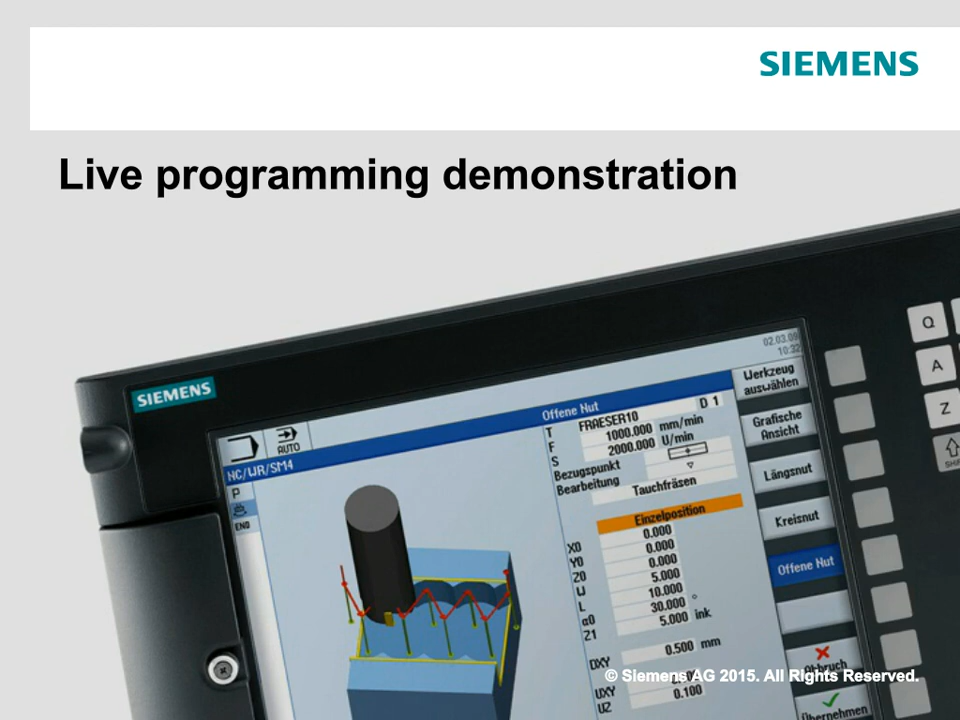 SIEMENS
Live programming demonstration
SIEMENS
02.03.09
10:32
AUTO
NC/WR/SM4
P
END
Offene Nut
T FRAESER10 D 1
F 1000.000 mm/min
S 2000.000 U/min
Bezugspunkt
Bearbeitung
Tauchfräsen
Einzelposition
X0 0.000
Y0 0.000
Z0 0.000
W 5.000
L 10.000
α0 30.000 °
Z1 5.000 ink
DXY 0.500 mm
UXY
UZ 0.100
Werkzeug
auswählen
Grafische
Ansicht
Längsnut
Kreisnut
Offene Nut
Abbruch
Übernehmen
Q
A
Z
© Siemens AG 2015. All Rights Reserved.